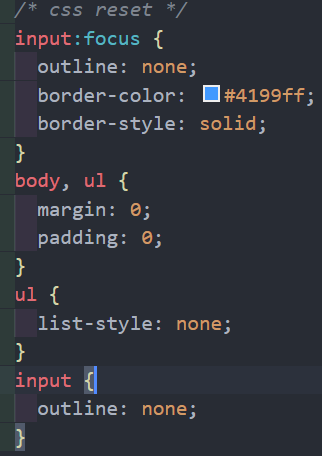 /* css reset */
input:focus {
  outline: none;
  border-color: #4199ff;
  border-style: solid;
}
body, ul {
  margin: 0;
  padding: 0;
}
ul {
  list-style: none;
}
input {
  outline: none;
}